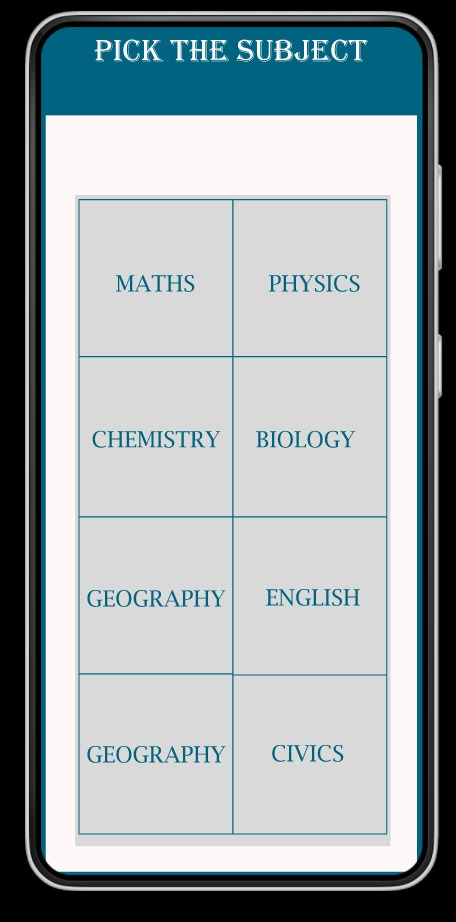 PICK THE SUBJECT
MATHS
PHYSICS
CHEMISTRY
BIOLOGY
GEOGRAPHY
ENGLISH
GEOGRAPHY
CIVICS